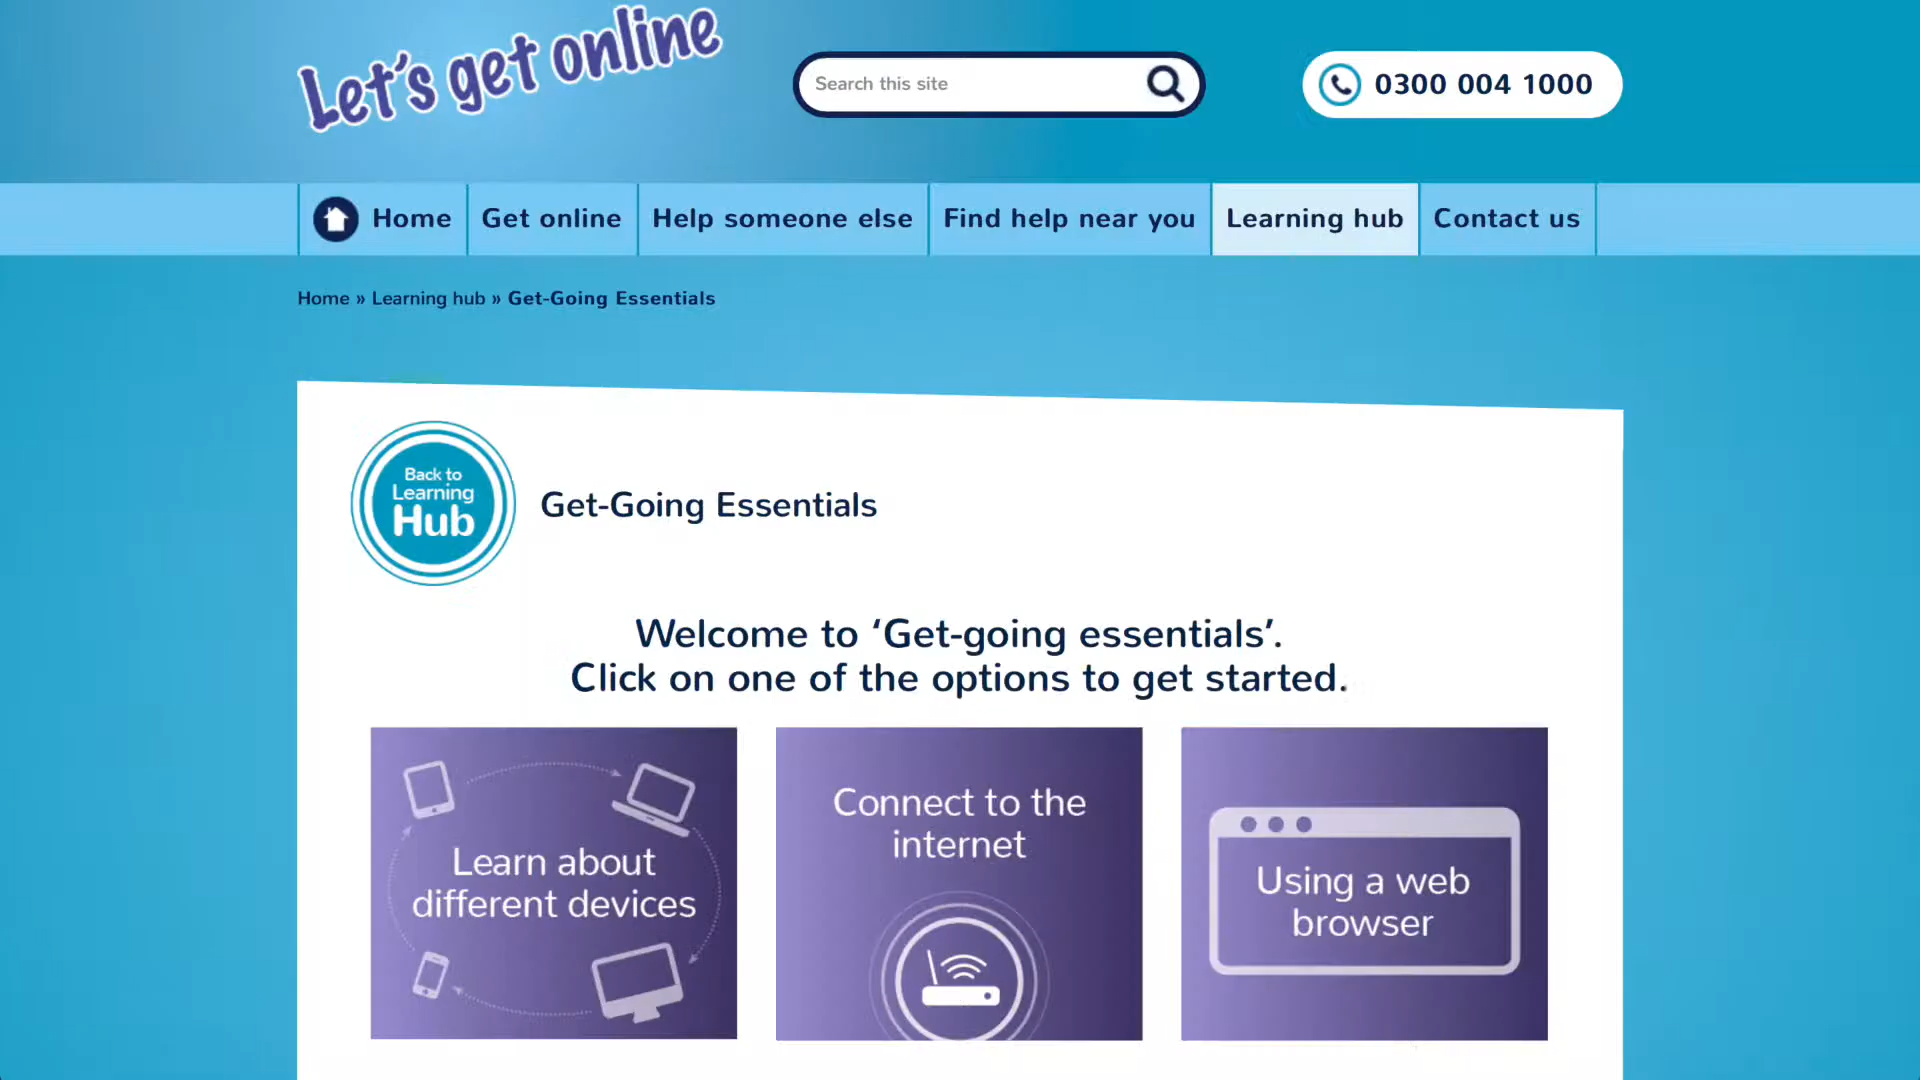 Let's get online
Search this site
0300 004 1000
Home
Get online
Help someone else
Find help near you
Learning hub
Contact us
Home » Learning hub » Get-Going Essentials
Back to
Learning
Hub
Get-Going Essentials
Welcome to ‘Get-going essentials’.
Click on one of the options to get started.
Learn about
different devices
Connect to the
internet
Using a web
browser